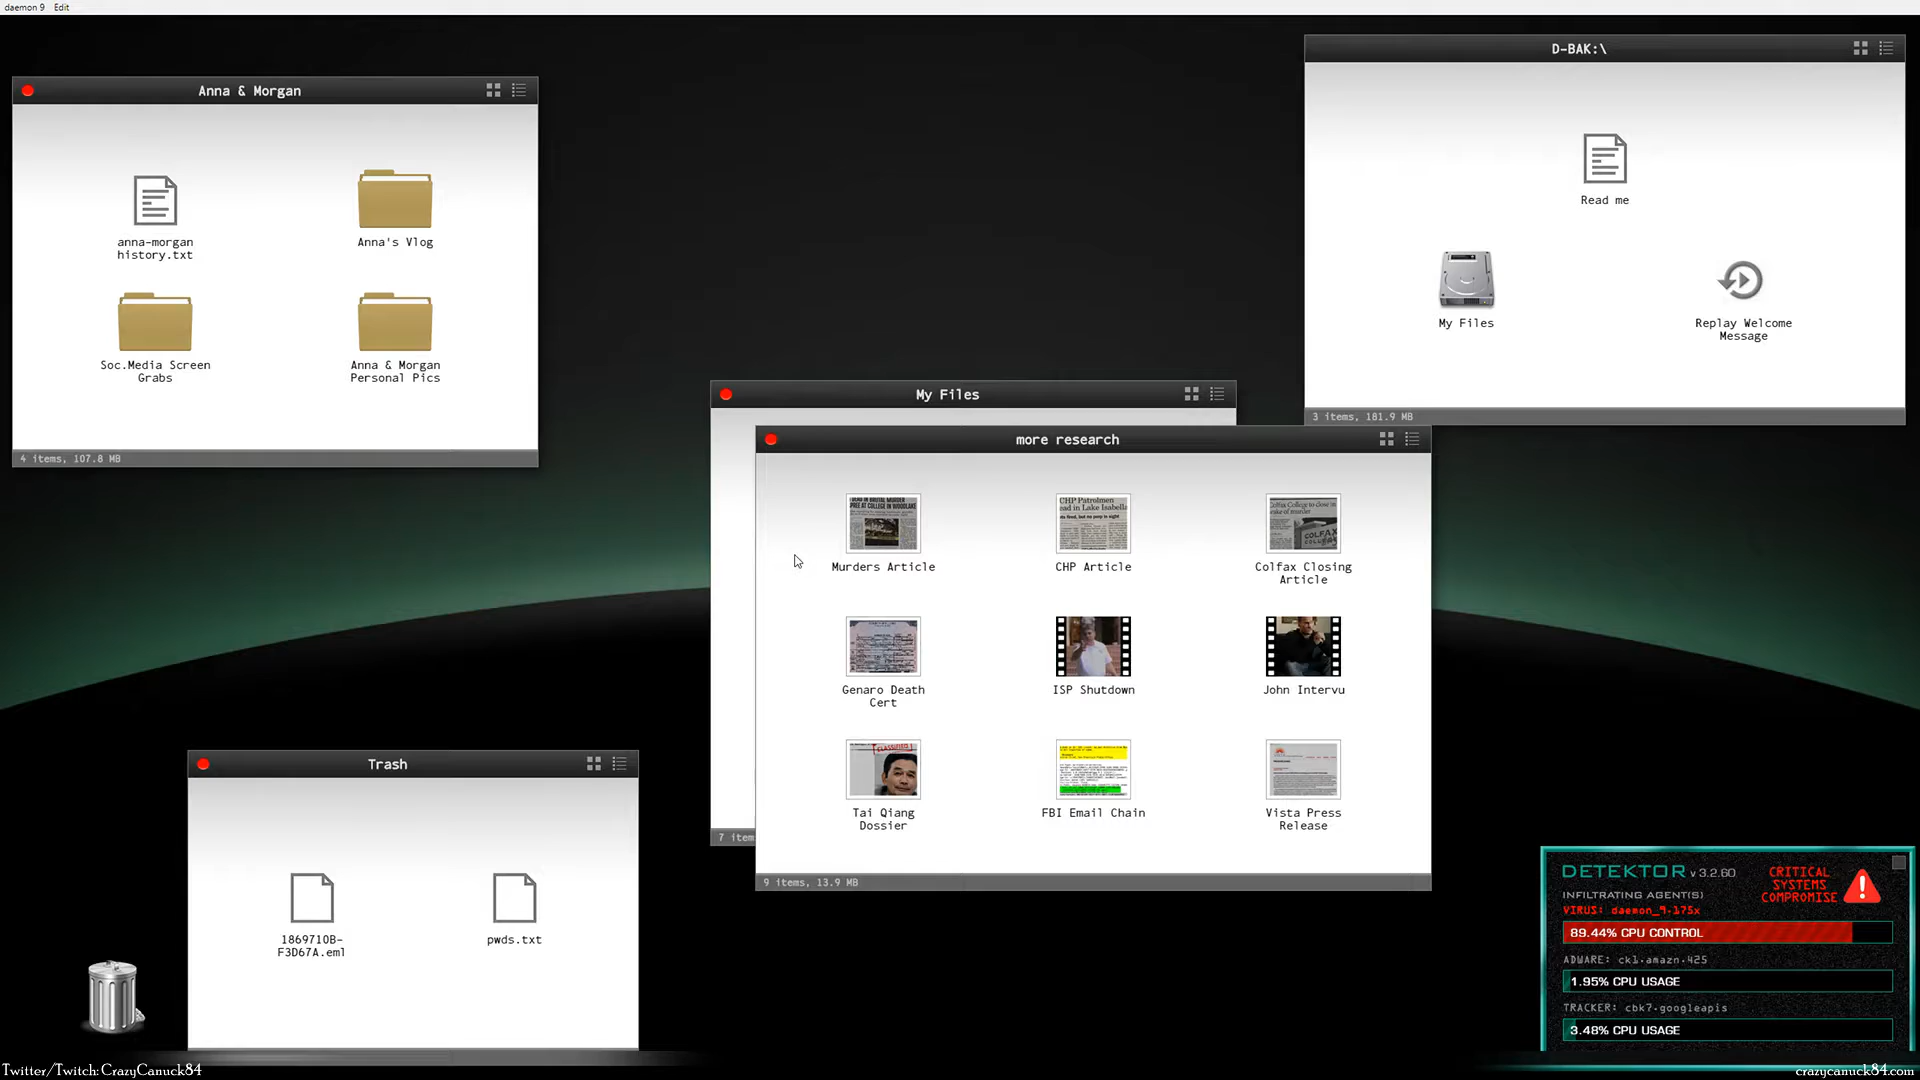 daemon 9 Edit
Anna & Morgan
anna-morgan
history.txt
Anna's Vlog
Soc.Media Screen
Grabs
Anna & Morgan
Personal Pics
4 items, 107.8 MB
D-BAK:\
Read me
My Files
Replay Welcome
Message
3 items, 181.9 MB
My Files
7 item
more research
CHP Patrolmen
Murders Article
CHP Article
Colfax Closing
Article
Genaro Death
Cert
ISP Shutdown
John Intervu
CLASSIFIED
Tai Qiang
Dossier
FBI Email Chain
Vista Press
Release
9 items, 13.9 MB
Trash
1869710B-
F3D67A.eml
pwds.txt
DETEKTOR v 3.2.60
CRITICAL
SYSTEMS
COMPROMISE
INFILTRATING AGENT(S)
VIRUS: daemon_9.175x
89.44% CPU CONTROL
ADWARE: ck1.amazn.425
1.95% CPU USAGE
TRACKER: cbk7.googleapis
3.48% CPU USAGE
Twitter/Twitch:CrazyCanuck84
crazycanuck84.com